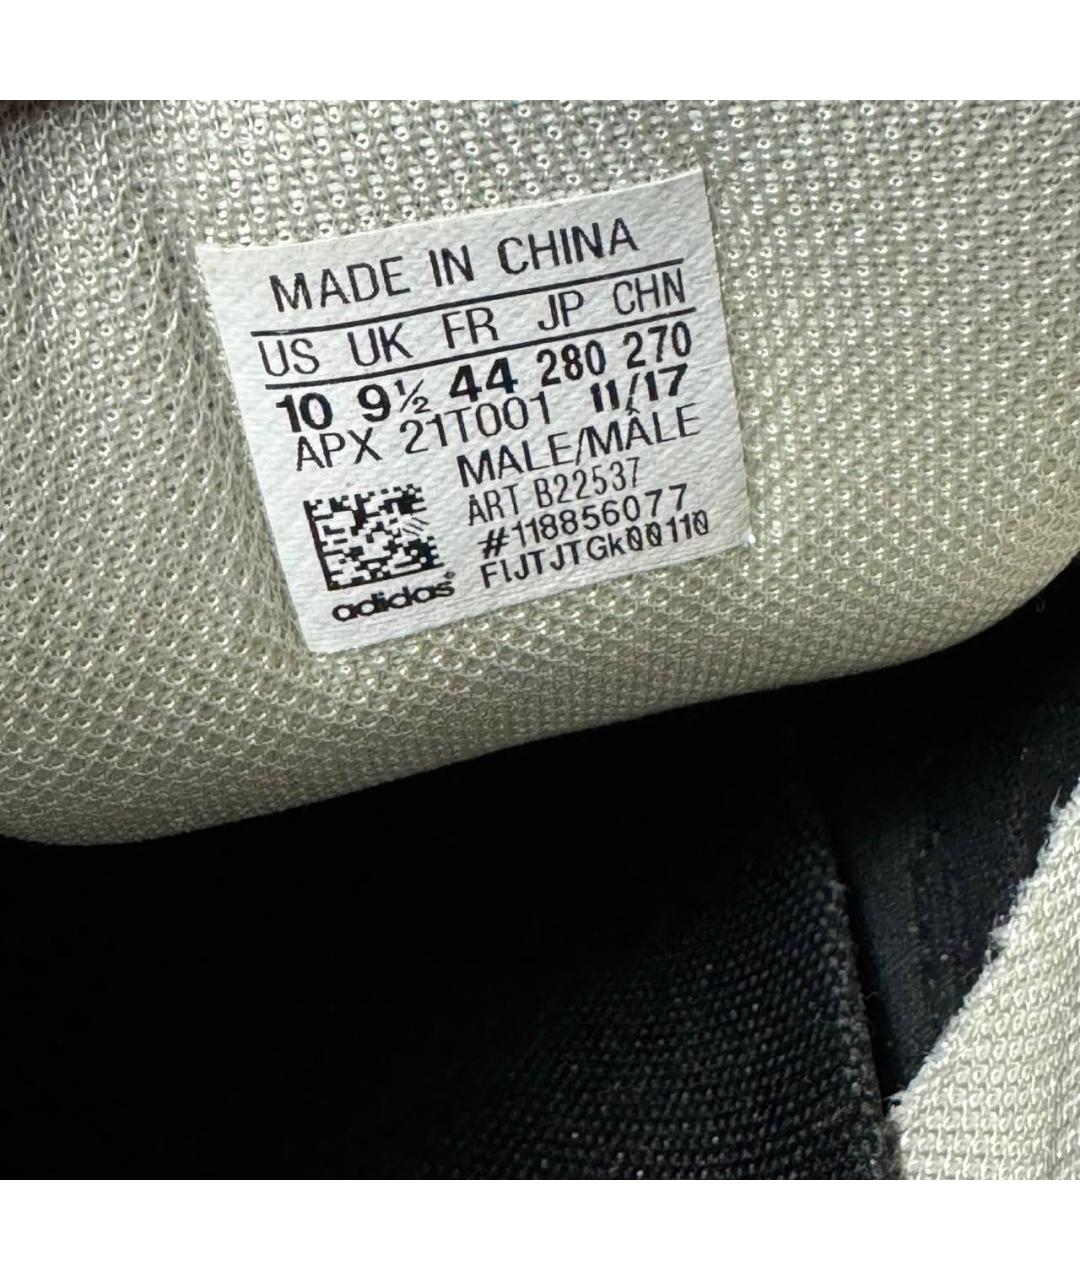 MADE IN CHINA
US UK FR JP CHN
10 9½ 44 280 270
APX 21T001 11/17
MALE/MÂLE
ART B22537
#118856077
FIJTJTGk00110
adidas